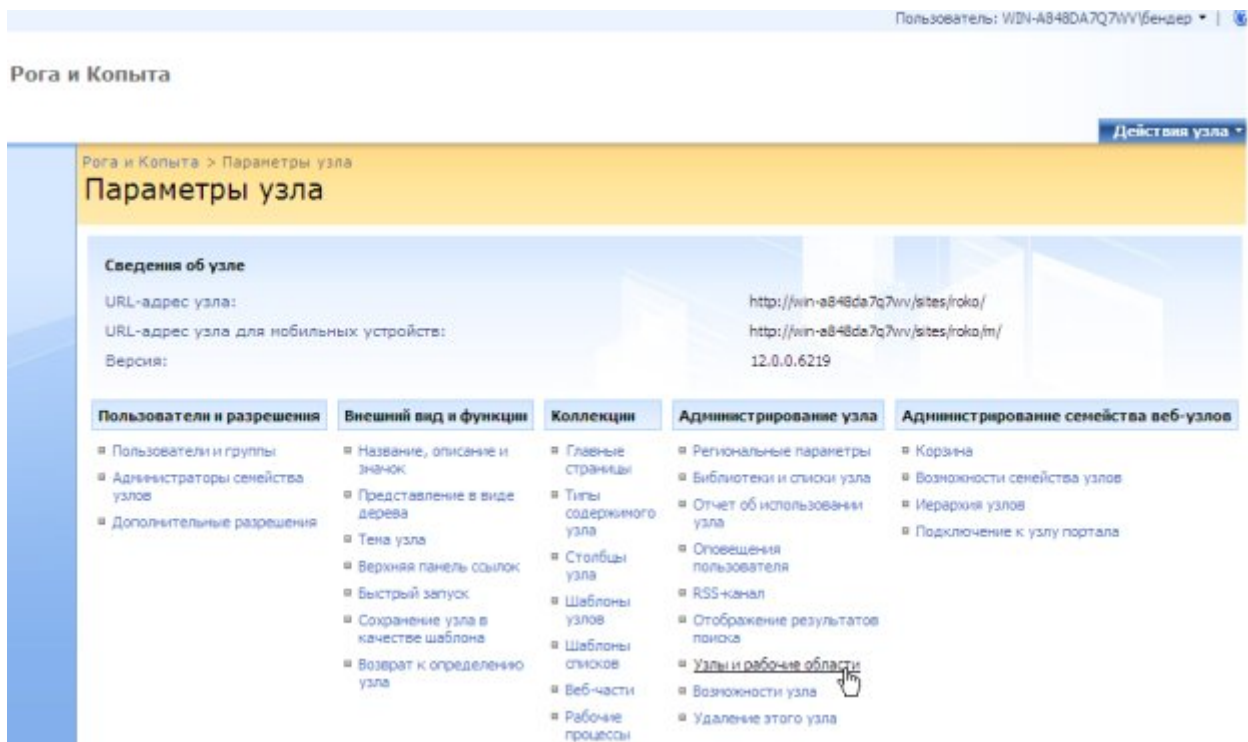 Пользователь: WIN-A848DA7Q7WV\бендер
Рога и Копыта
Действия узла
Рога и Копыта > Параметры узла
Параметры узла
Сведения об узле
URL-адрес узла: http://win-a848da7q7wv/sites/roko/
URL-адрес узла для мобильных устройств: http://win-a848da7q7wv/sites/roko/m/
Версия: 12.0.0.6219
Пользователи и разрешения
Пользователи и группы
Администраторы семейства
узлов
Дополнительные разрешения
Внешний вид и функции
Название, описание и
значок
Представление в виде
дерева
Тема узла
Верхняя панель ссылок
Быстрый запуск
Сохранение узла в
качестве шаблона
Возврат к определению
узла
Коллекции
Главные
страницы
Типы
содержимого
узла
Столбцы
узла
Шаблоны
узлов
Шаблоны
списков
Веб-части
Рабочие
процессы
Администрирование узла
Региональные параметры
Библиотеки и списки узла
Отчет об использовании
узла
Оповещения
пользователя
RSS-канал
Отображение результатов
поиска
Узлы и рабочие области
Возможности узла
Удаление этого узла
Администрирование семейства веб-узлов
Корзина
Возможности семейства узлов
Иерархия узлов
Подключение к узлу портала